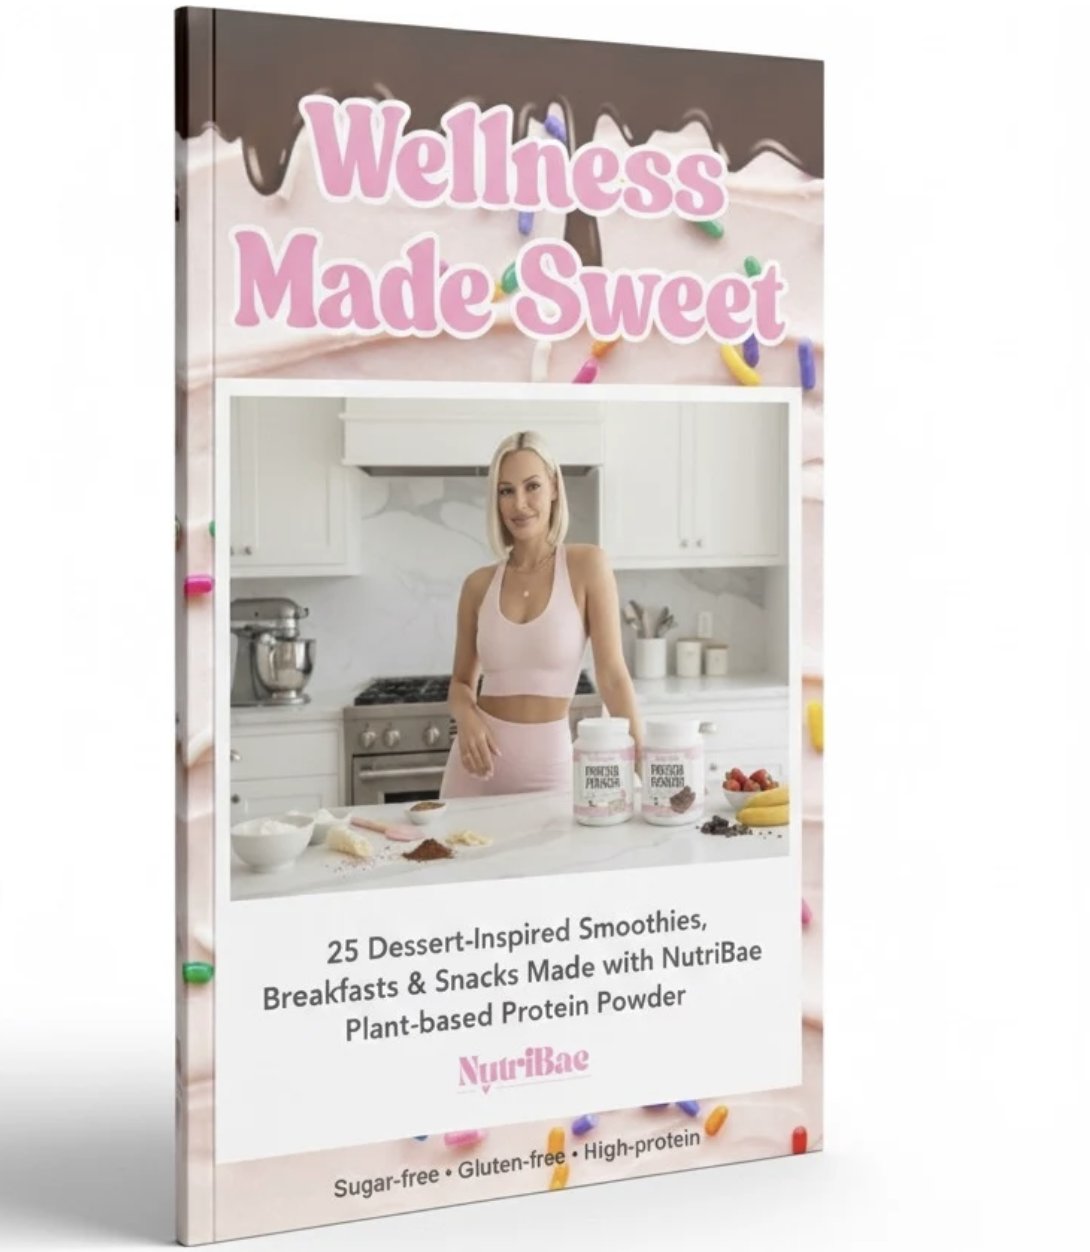 Wellness
Made Sweet
25 Dessert-Inspired Smoothies,
Breakfasts & Snacks Made with NutriBae
Plant-based Protein Powder
NutriBae
Sugar-free • Gluten-free • High-protein